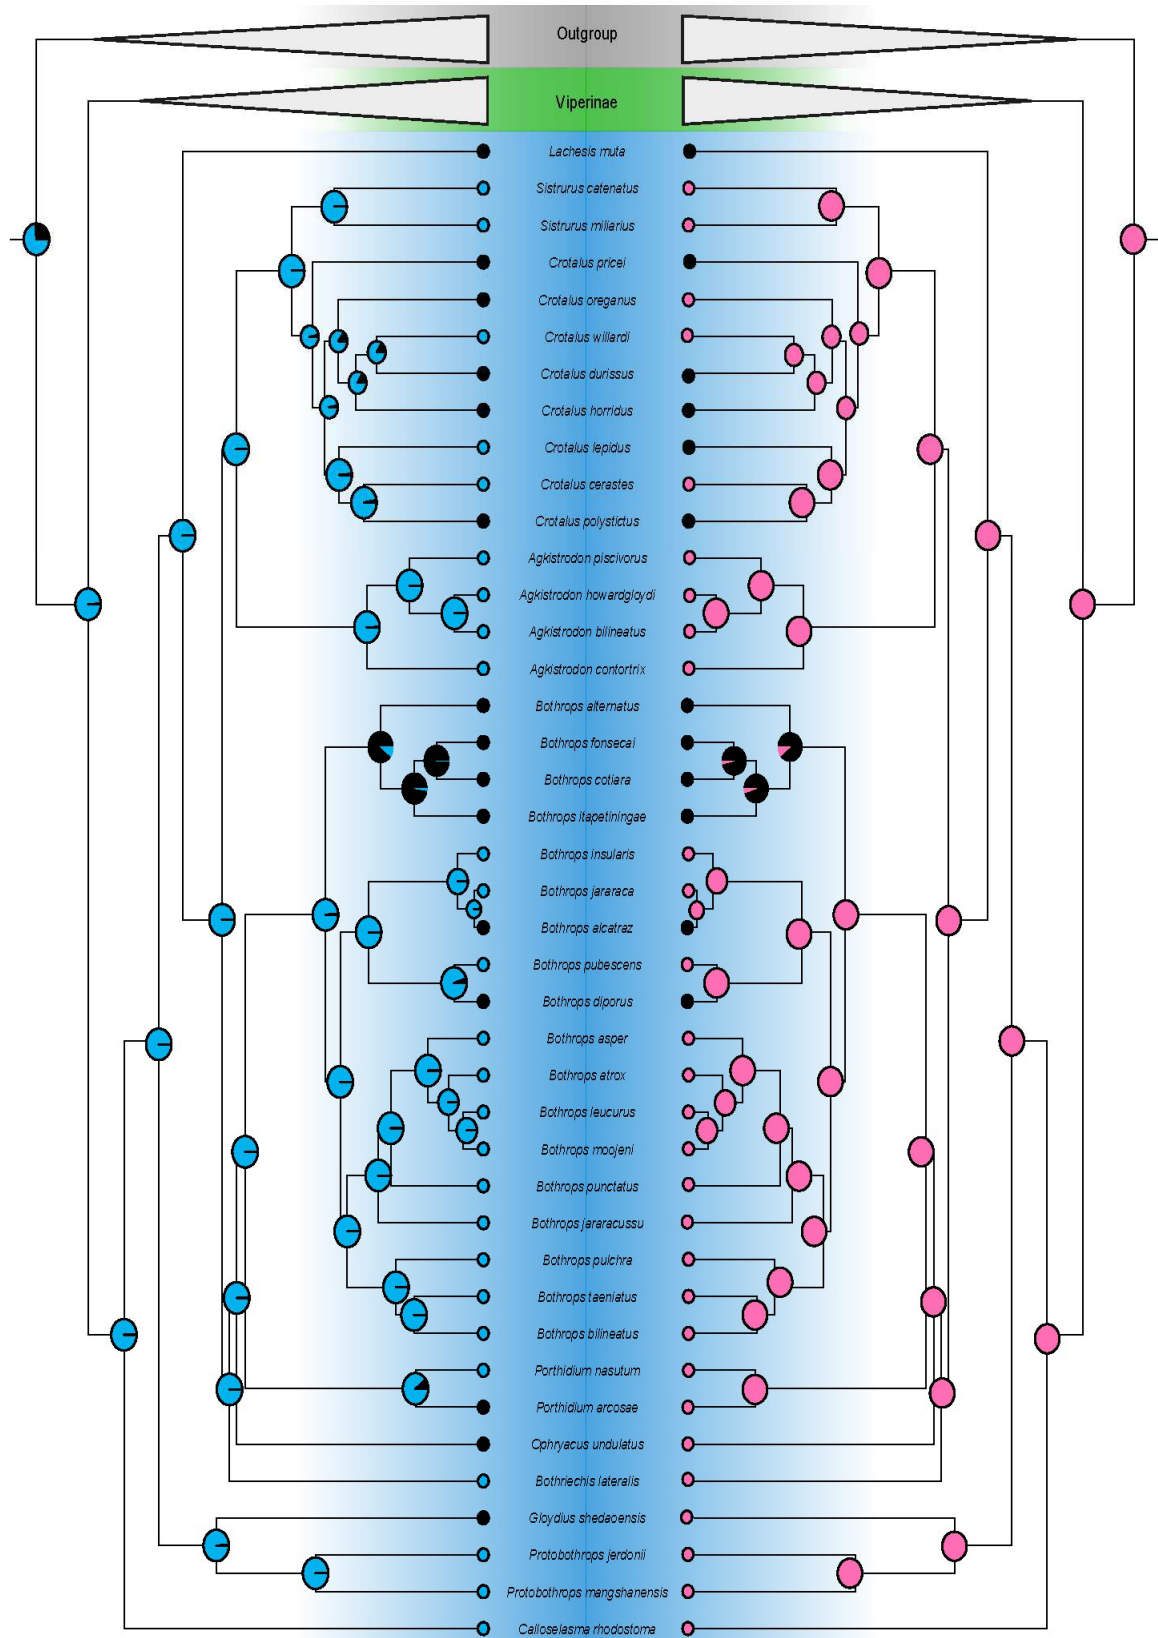 Outgroup
Viperinae
Lachesis muta
Sistrurus catenatus
Sistrurus miliarius
Crotalus pricei
Crotalus oreganus
Crotalus willardi
Crotalus durissus
Crotalus horridus
Crotalus lepidus
Crotalus cerastes
Crotalus polystictus
Agkistrodon piscivorus
Agkistrodon howardgloydi
Agkistrodon bilineatus
Agkistrodon contortrix
Bothrops alternatus
Bothrops fonsecai
Bothrops cotiara
Bothrops itapetiningae
Bothrops insularis
Bothrops jararaca
Bothrops alcatraz
Bothrops pubescens
Bothrops diporus
Bothrops asper
Bothrops atrox
Bothrops leucurus
Bothrops moojeni
Bothrops punctatus
Bothrops jararacussu
Bothrops pulchra
Bothrops taeniatus
Bothrops bilineatus
Porthidium nasutum
Porthidium arcosae
Ophryacus undulatus
Bothriechis lateralis
Gloydius shedaoensis
Protobothrops jerdonii
Protobothrops mangshanensis
Calloselasma rhodostoma